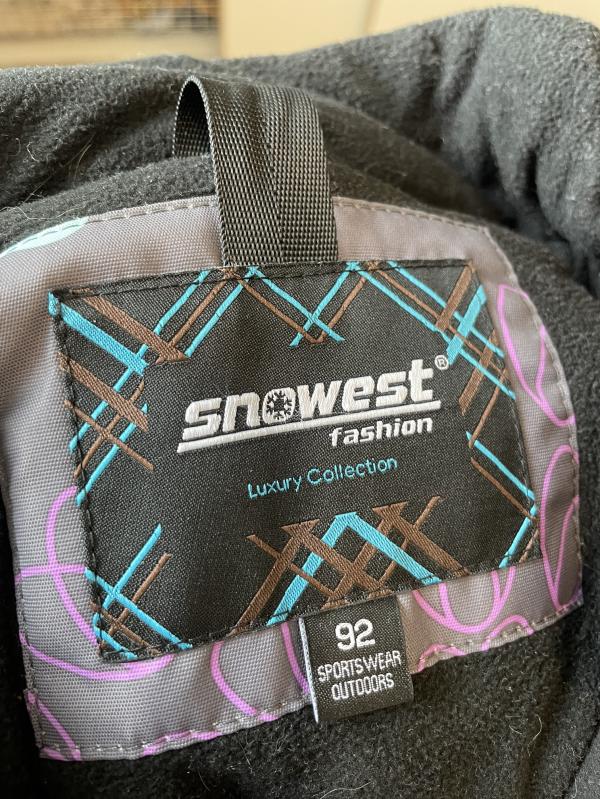 snowest®
fashion
Luxury Collection
92
SPORTSWEAR
OUTDOORS